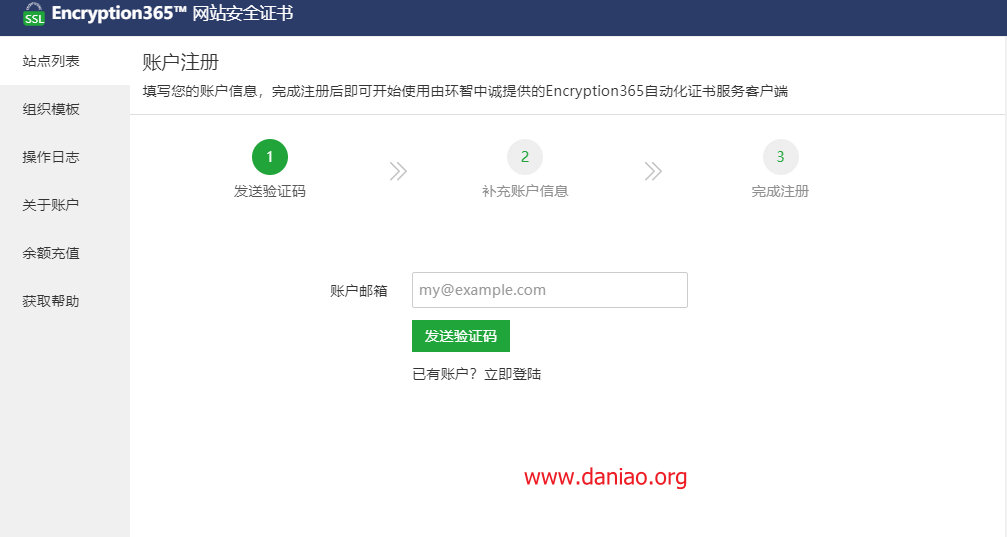 SSL Encryption365™ 网站安全证书
站点列表
组织模板
操作日志
关于账户
余额充值
获取帮助
账户注册
填写您的账户信息，完成注册后即可开始使用由环智中诚提供的Encryption365自动化证书服务客户端
1 2 3
发送验证码 补充账户信息 完成注册
账户邮箱 my@example.com
发送验证码
已有账户？立即登陆
www.daniao.org